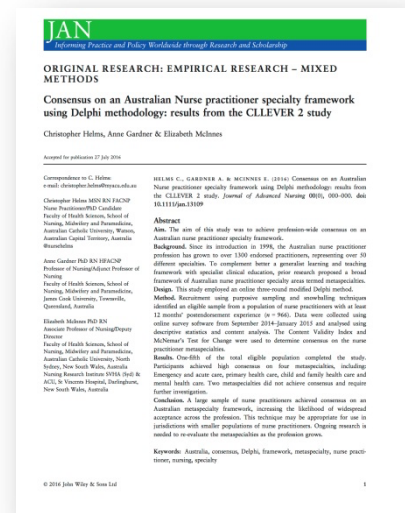 JAN
Informing Practice and Policy Worldwide through Research and Scholarship
ORIGINAL RESEARCH: EMPIRICAL RESEARCH – MIXED
METHODS
Consensus on an Australian Nurse practitioner specialty framework
using Delphi methodology: results from the CLLEVER 2 study
Christopher Helms, Anne Gardner & Elizabeth McInnes
Accepted for publication 27 July 2016
Correspondence to C. Helms:
e-mail: christopher.helms@myacu.edu.au
Christopher Helms MSN RN FACNP
Nurse Practitioner/PhD Candidate
Faculty of Health Sciences, School of
Nursing, Midwifery and Paramedicine,
Australian Catholic University, Watson,
Australian Capital Territory, Australia
@nursehelms
Anne Gardner PhD RN HFACNP
Professor of Nursing/Adjunct Professor of
Nursing
Faculty of Health Sciences, School of
Nursing, Midwifery and Paramedicine,
James Cook University, Townsville,
Queensland, Australia
Elizabeth McInnes PhD RN
Associate Professor of Nursing/Deputy
Director
Faculty of Health Sciences, School of
Nursing, Midwifery and Paramedicine,
Australian Catholic University, North
Sydney, New South Wales, Australia
Nursing Research Institute SVHA (Syd) &
ACU, St Vincents Hospital, Darlinghurst,
New South Wales, Australia
HELMS C., GARDNER A. & MCINNES E. (2016) Consensus on an Australian
Nurse practitioner specialty framework using Delphi methodology: results from
the CLLEVER 2 study. Journal of Advanced Nursing 00(0), 000–000. doi:
10.1111/jan.13109
Abstract
Aim. The aim of this study was to achieve profession-wide consensus on an
Australian nurse practitioner specialty framework.
Background. Since its introduction in 1998, the Australian nurse practitioner
profession has grown to over 1300 endorsed practitioners, representing over 50
different specialties. To complement better a generalist learning and teaching
framework with specialist clinical education, prior research proposed a broad
framework of Australian nurse practitioner specialty areas termed metaspecialties.
Design. This study employed an online three-round modified Delphi method.
Method. Recruitment using purposive sampling and snowballing techniques
identified an eligible sample from a population of nurse practitioners with at least
12 months' postendorsement experience (n = 966). Data were collected using
online survey software from September 2014–January 2015 and analysed using
descriptive statistics and content analysis. The Content Validity Index and
McNemar's Test for Change were used to determine consensus on the nurse
practitioner metaspecialties.
Results. One-fifth of the total eligible population completed the study.
Participants achieved high consensus on four metaspecialties, including:
Emergency and acute care, primary health care, child and family health care and
mental health care. Two metaspecialties did not achieve consensus and require
further investigation.
Conclusion. A large sample of nurse practitioners achieved consensus on an
Australian metaspecialty framework, increasing the likelihood of widespread
acceptance across the profession. This technique may be appropriate for use in
jurisdictions with smaller populations of nurse practitioners. Ongoing research is
needed to re-evaluate the metaspecialties as the profession grows.
Keywords: Australia, consensus, Delphi, framework, metaspecialty, nurse practi-
tioner, nursing, specialty
© 2016 John Wiley & Sons Ltd
1